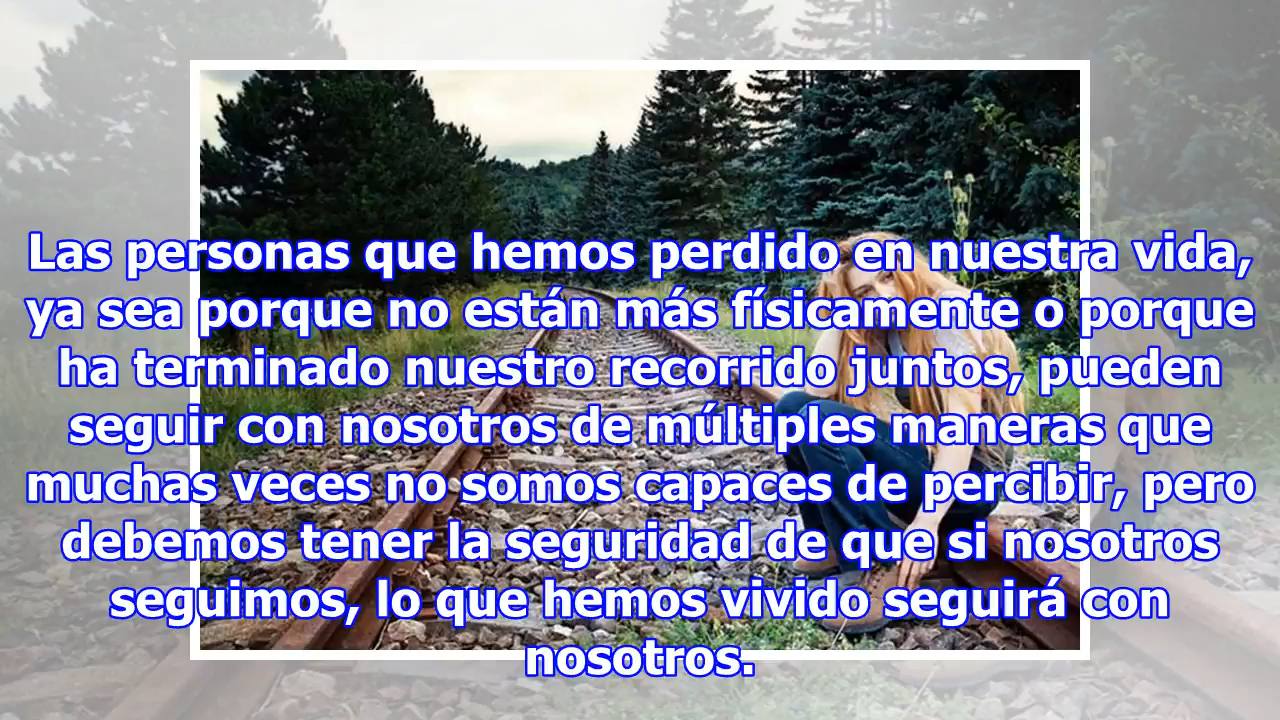 Las personas que hemos perdido en nuestra vida,
ya sea porque no están más físicamente o porque
ha terminado nuestro recorrido juntos, pueden
seguir con nosotros de múltiples maneras que
muchas veces no somos capaces de percibir, pero
debemos tener la seguridad de que si nosotros
seguimos, lo que hemos vivido seguirá con
nosotros.